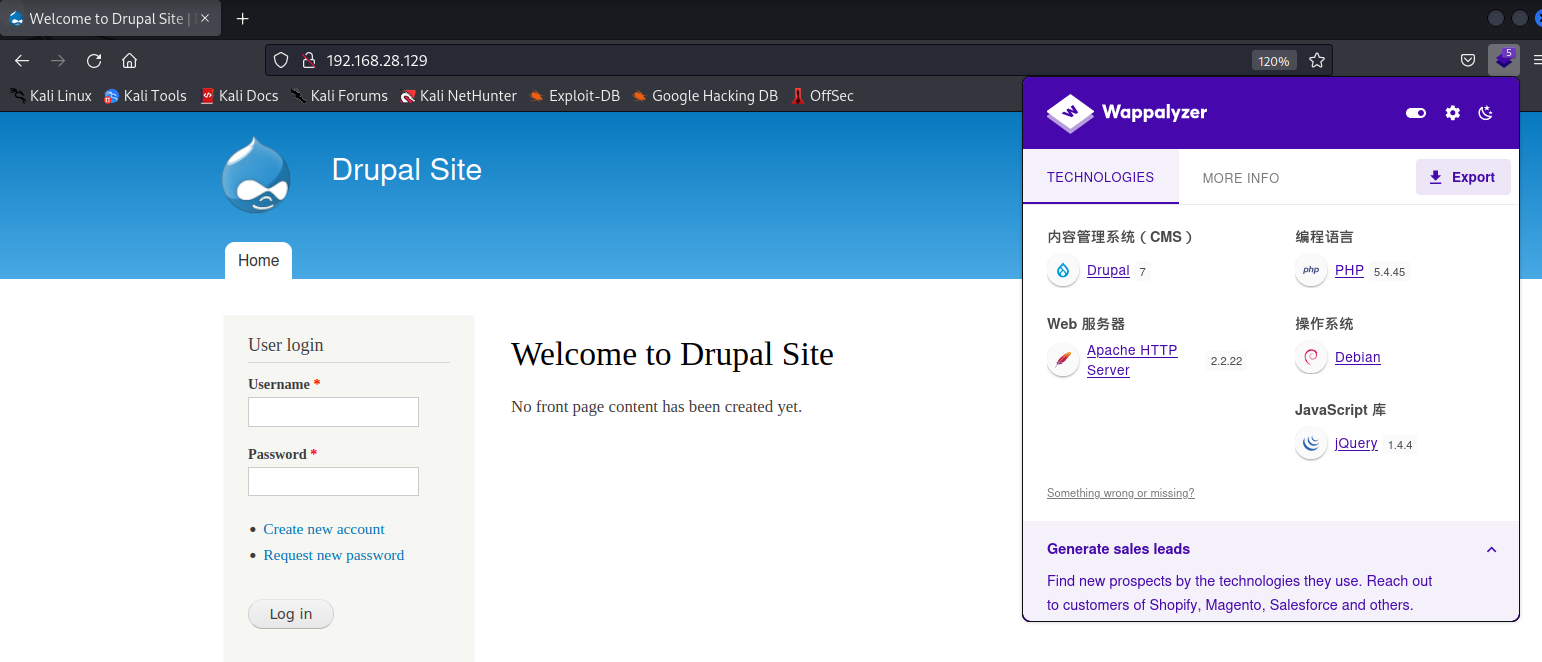 Welcome to Drupal Site |
192.168.28.129
120%
5
Kali Linux
Kali Tools
Kali Docs
Kali Forums
Kali NetHunter
Exploit-DB
Google Hacking DB
OffSec
Drupal Site
Home
User login
Username *
Password *
Create new account
Request new password
Log in
Welcome to Drupal Site
No front page content has been created yet.
W
Wappalyzer
TECHNOLOGIES
MORE INFO
Export
内容管理系统（CMS）
Drupal 7
Web 服务器
Apache HTTP
Server 2.2.22
编程语言
php PHP 5.4.45
操作系统
Debian
JavaScript 库
jQuery 1.4.4
Something wrong or missing?
Generate sales leads
Find new prospects by the technologies they use. Reach out
to customers of Shopify, Magento, Salesforce and others.